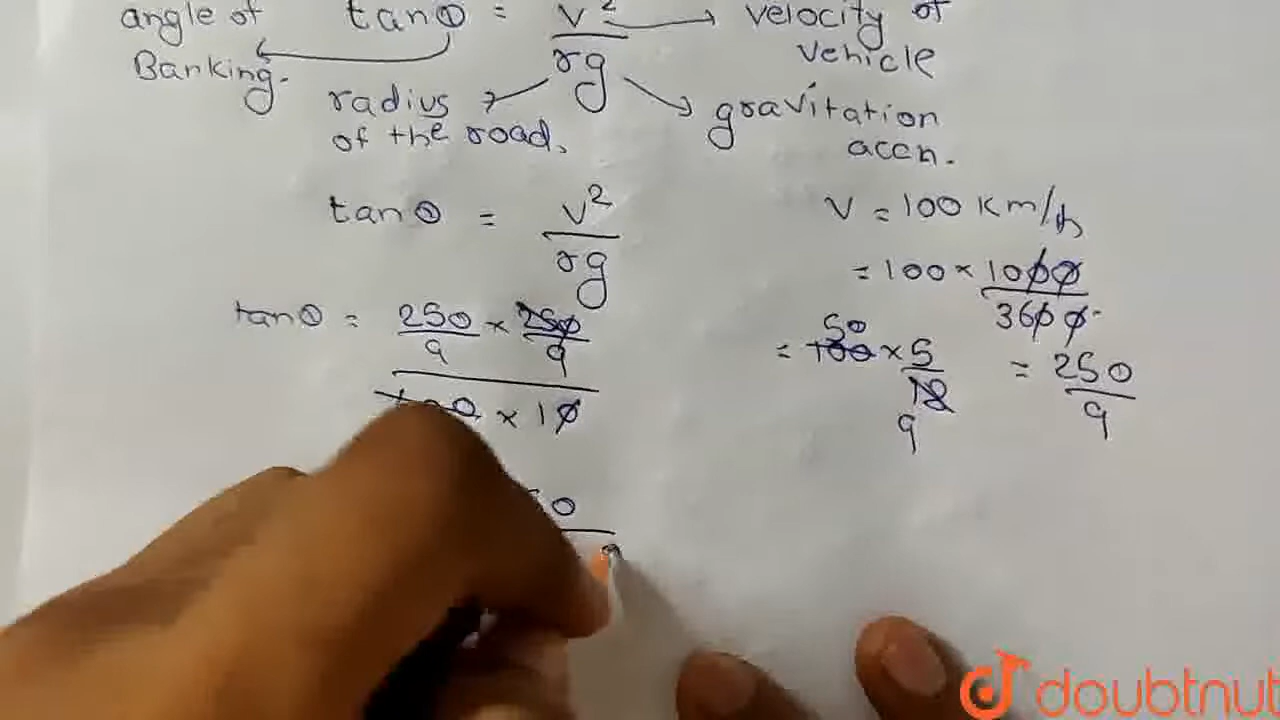 angle of tanθ = v² → velocity of
Banking. rg vehicle
radius gravitation
of the road. accn.
tanθ = v² / rg
v = 100 Km/h
= 100 × 1000 / 3600
tanθ = 250/9 × 250/9
× 10
50
= 100 × 5 / 18 = 250 / 9
9
50
doubtnut